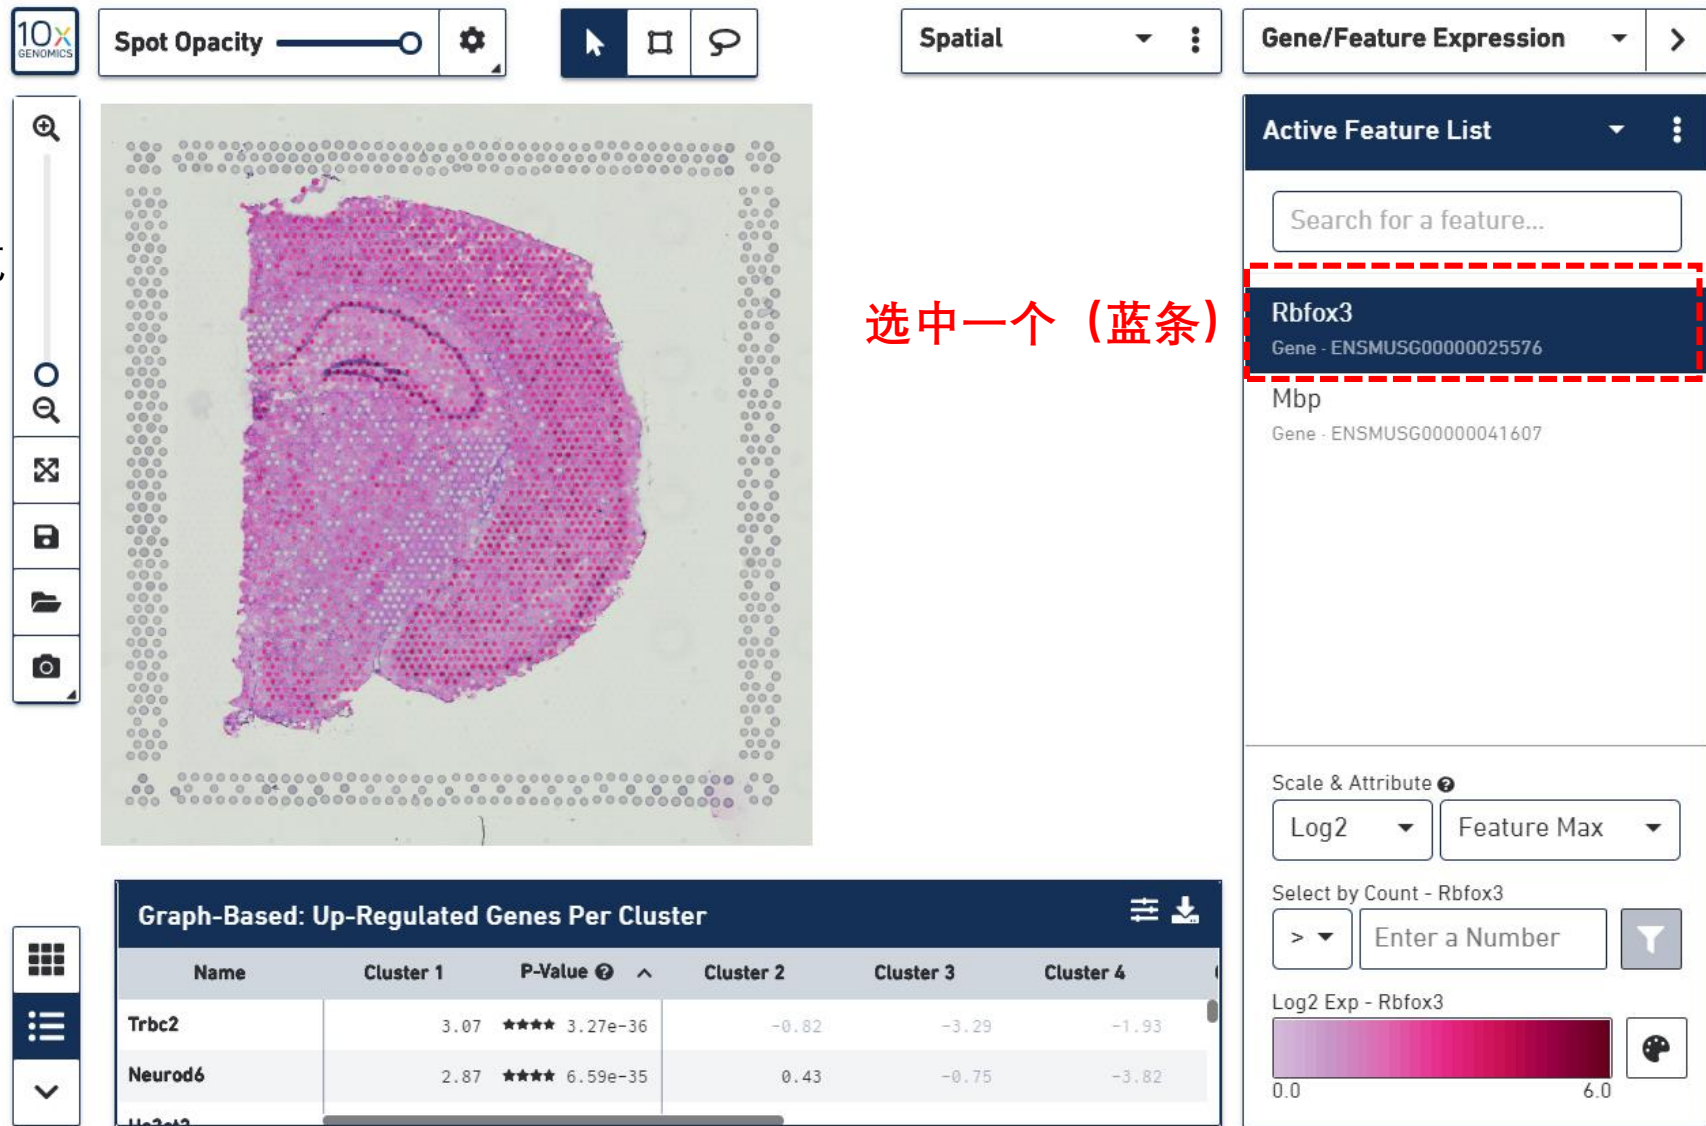 10X
GENOMICS
Spot Opacity
Spatial
Gene/Feature Expression
Active Feature List
Search for a feature...
选中一个（蓝条）
Rbfox3
Gene - ENSMUSG00000025576
Mbp
Gene - ENSMUSG00000041607
Scale & Attribute
Log2
Feature Max
Select by Count - Rbfox3
>
Enter a Number
Log2 Exp - Rbfox3
0.0 6.0
Graph-Based: Up-Regulated Genes Per Cluster
Name Cluster 1 P-Value Cluster 2 Cluster 3 Cluster 4
Trbc2 3.07 ★★★★ 3.27e-36 -0.82 -3.29 -1.93
Neurod6 2.87 ★★★★ 6.59e-35 0.43 -0.75 -3.82